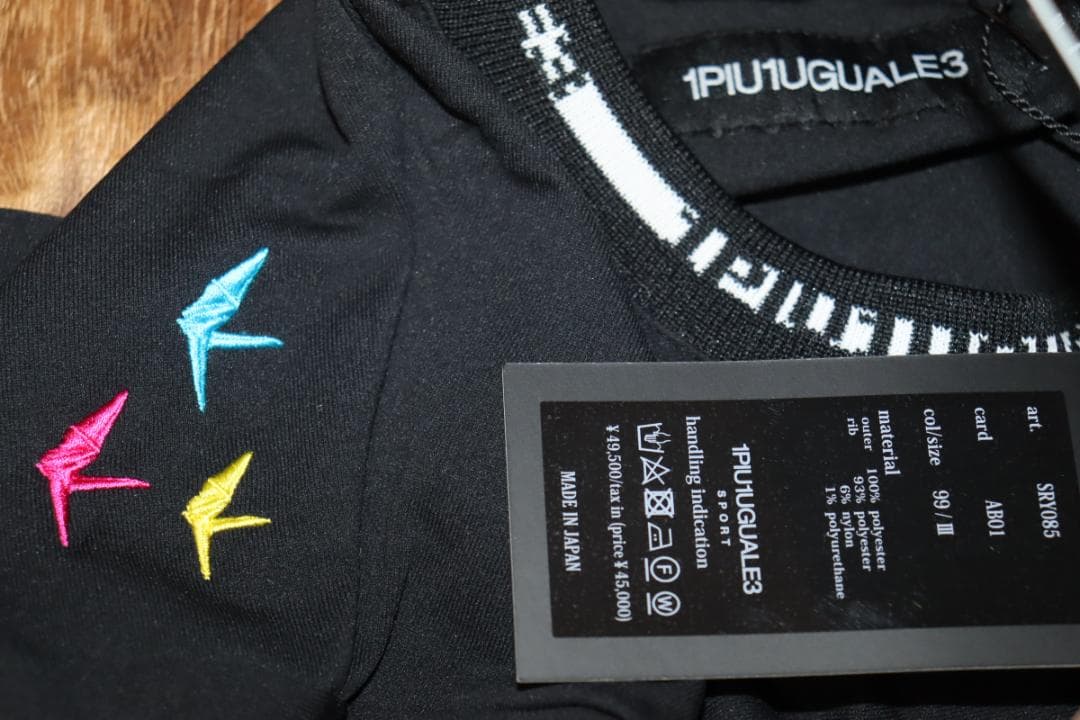 1PIU1UGUALE3
art. SRY085
card AB01
col/size 99 / Ⅲ
material
outer 100% polyester
rib 93% polyester
6% nylon
1% polyurethane
1PIU1UGUALE3
SPORT
handling indication
F W
¥49,500/tax in (price¥45,000)
MADE IN JAPAN